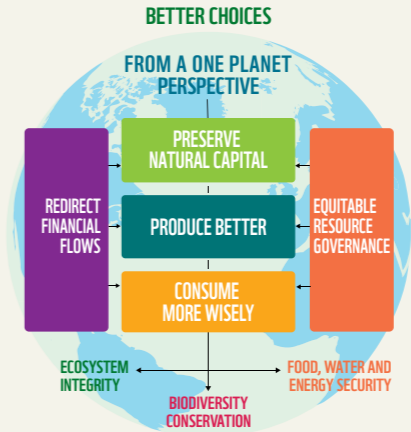 BETTER CHOICES
FROM A ONE PLANET
PERSPECTIVE
PRESERVE
NATURAL CAPITAL
REDIRECT
FINANCIAL
FLOWS
PRODUCE BETTER
EQUITABLE
RESOURCE
GOVERNANCE
CONSUME
MORE WISELY
ECOSYSTEM
INTEGRITY
FOOD, WATER AND
ENERGY SECURITY
BIODIVERSITY
CONSERVATION